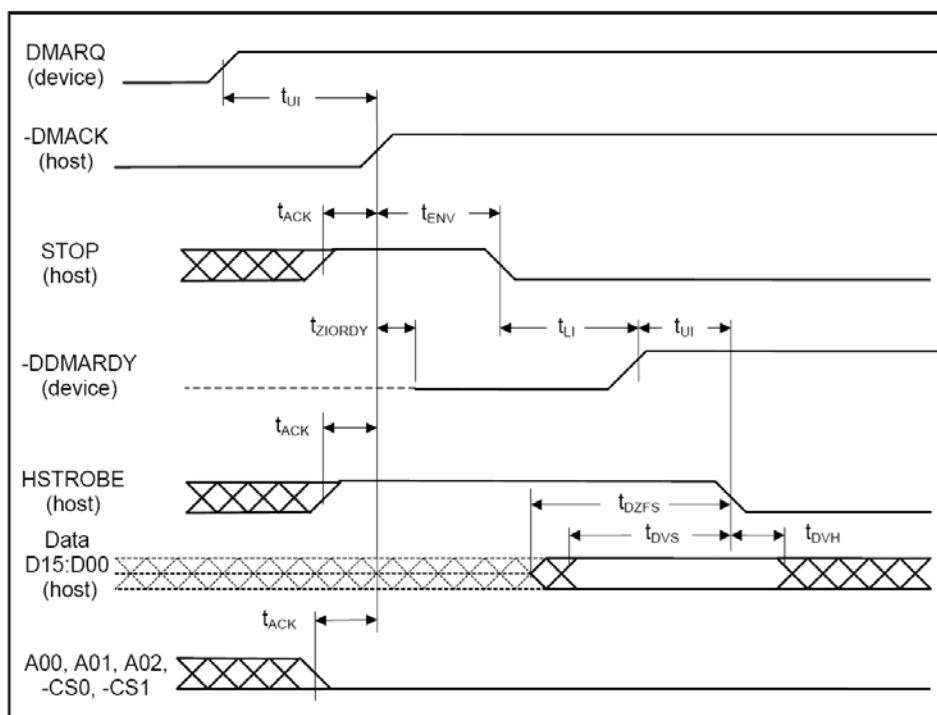 DMARQ
(device)
tUI
-DMACK
(host)
tACK
tENV
STOP
(host)
tZIORDY
tLI
tUI
-DDMARDY
(device)
tACK
HSTROBE
(host)
tDZFS
Data
tDVS
tDVH
D15:D00
(host)
tACK
A00, A01, A02,
-CS0, -CS1